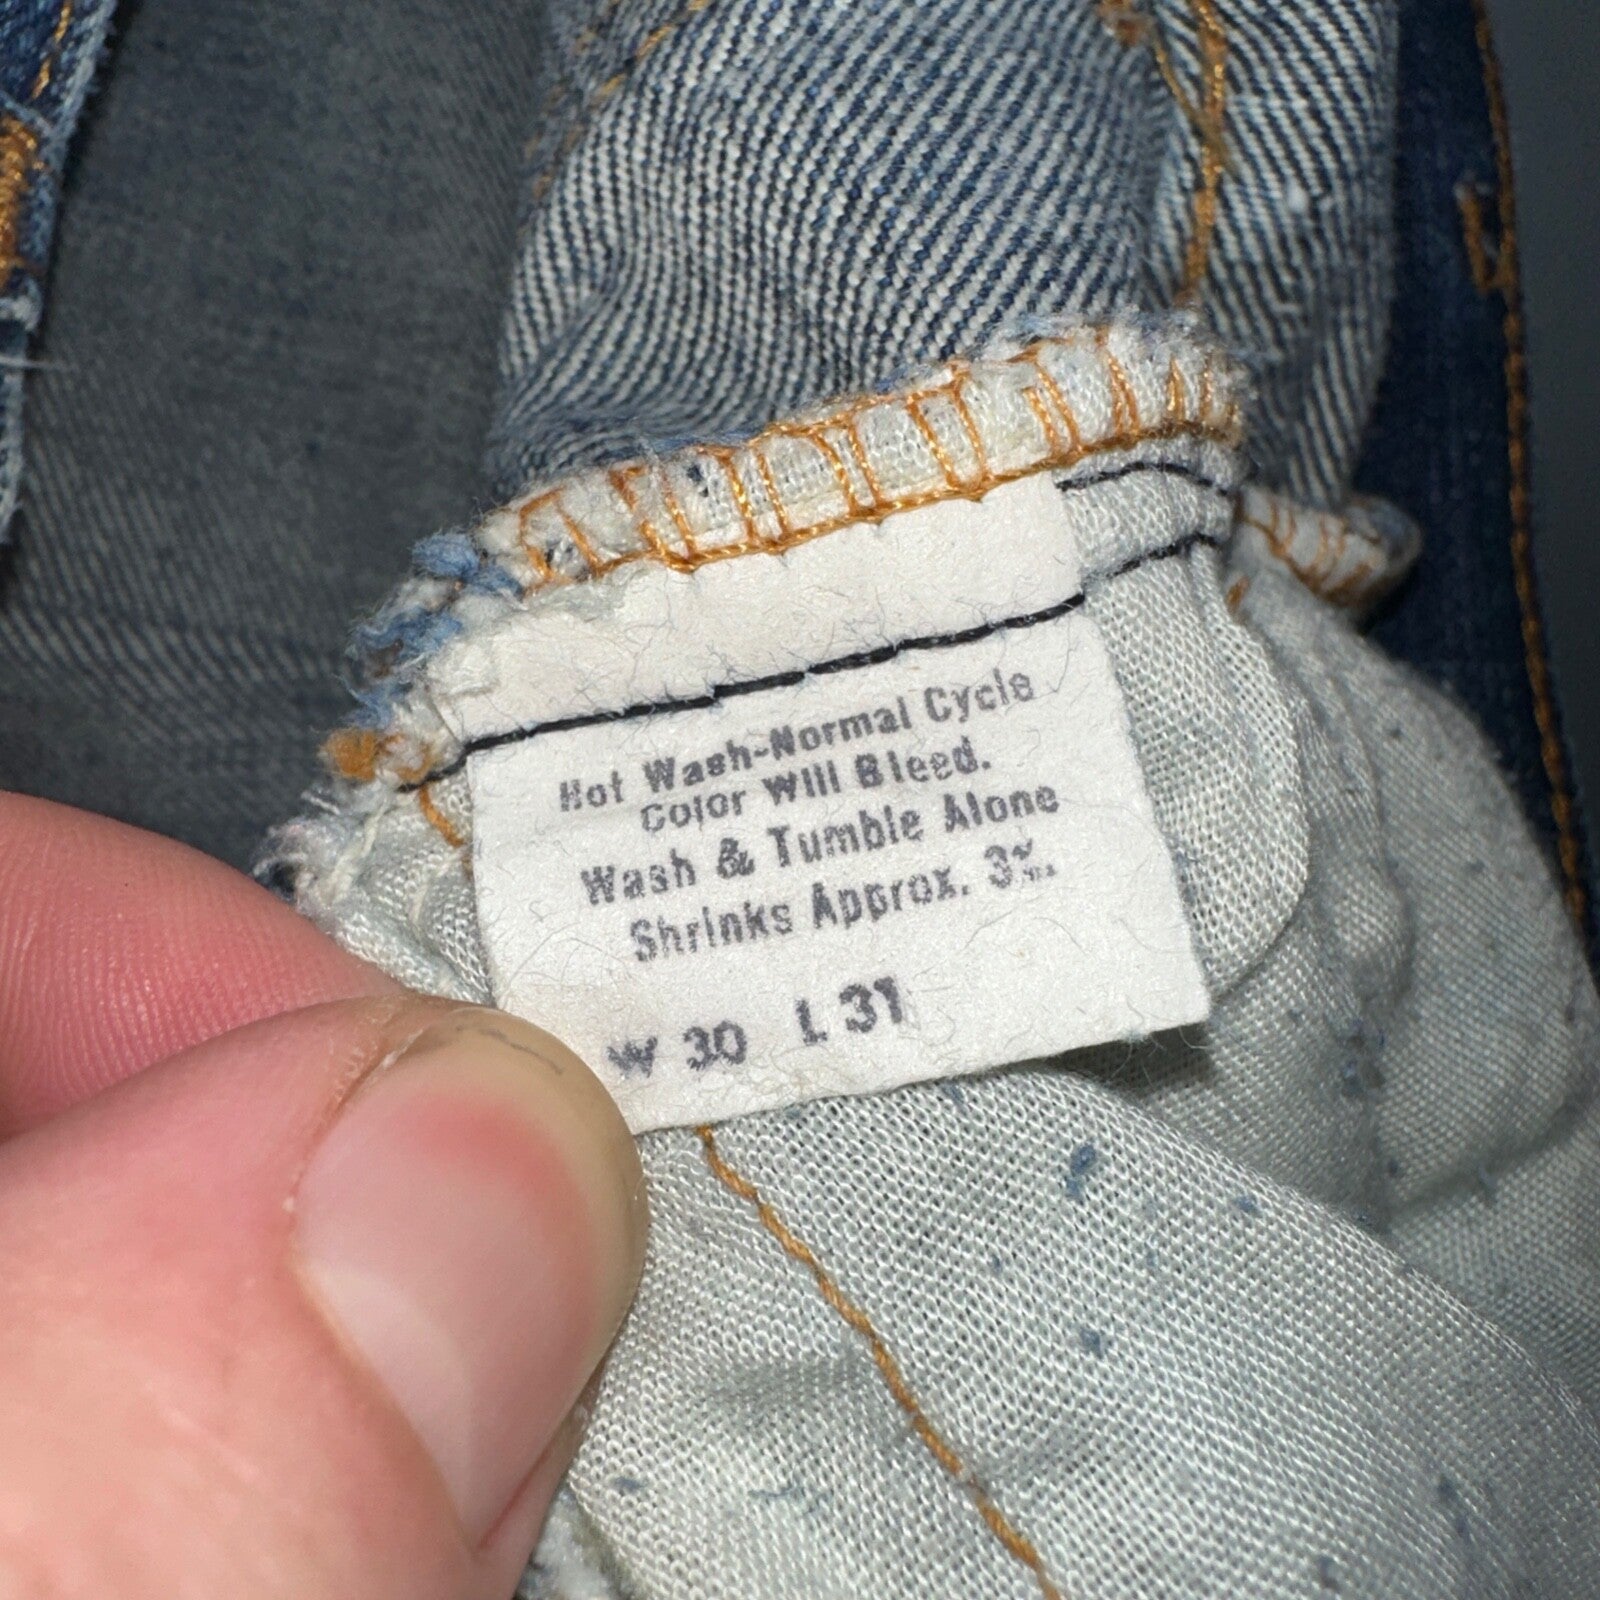 Hot Wash-Normal Cycle
Color Will Bleed.
Wash & Tumble Alone
Shrinks Approx. 3%.
W 30 L 31